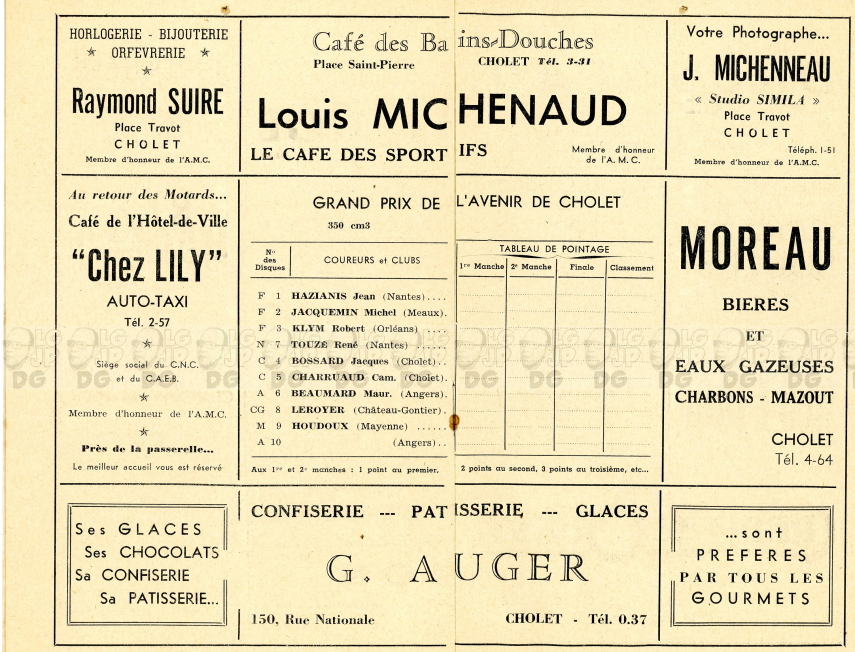 HORLOGERIE - BIJOUTERIE
ORFEVRERIE
Raymond SUIRE
Place Travot
CHOLET
Membre d'honneur de l'A.M.C.
Café des Bains-Douches
Place Saint-Pierre CHOLET Tél. 3-31
Louis MICHENAUD
LE CAFE DES SPORTIFS
Membre d'honneur
de l'A.M.C.
Votre Photographe...
J. MICHENNEAU
« Studio SIMILA »
Place Travot
CHOLET
Téléph. 1-51
Membre d'honneur de l'A.M.C.
Au retour des Motards...
Café de l'Hôtel-de-Ville
"Chez LILY"
AUTO-TAXI
Tél. 2-57
Siège social du C.N.C.
et du C.A.E.B.
Membre d'honneur de l'A.M.C.
Près de la passerelle...
Le meilleur accueil vous est réservé
GRAND PRIX DE L'AVENIR DE CHOLET
350 cm3
Nos des Disques COUREURS et CLUBS
TABLEAU DE POINTAGE
1re Manche 2e Manche Finale Classement
F 1 HAZIANIS Jean (Nantes)....
F 2 JACQUEMIN Michel (Meaux).
F 3 KLYM Robert (Orléans) ....
N 7 TOUZÉ René (Nantes) ......
C 4 BOSSARD Jacques (Cholet)..
C 5 CHARRUAUD Cam. (Cholet).
A 6 BEAUMARD Maur. (Angers).
CG 8 LEROYER (Château-Gontier).
M 9 HOUDOUX (Mayenne) ......
A 10 (Angers)..
Aux 1re et 2e manches : 1 point au premier, 2 points au second, 3 points au troisième, etc...
MOREAU
BIERES
ET
EAUX GAZEUSES
CHARBONS - MAZOUT
CHOLET
Tél. 4-64
Ses GLACES
Ses CHOCOLATS
Sa CONFISERIE
Sa PATISSERIE...
CONFISERIE --- PATISSERIE --- GLACES
G. AUGER
150, Rue Nationale CHOLET - Tél. 0.37
...sont
PREFERES
PAR TOUS LES
GOURMETS
LG
JP
DG